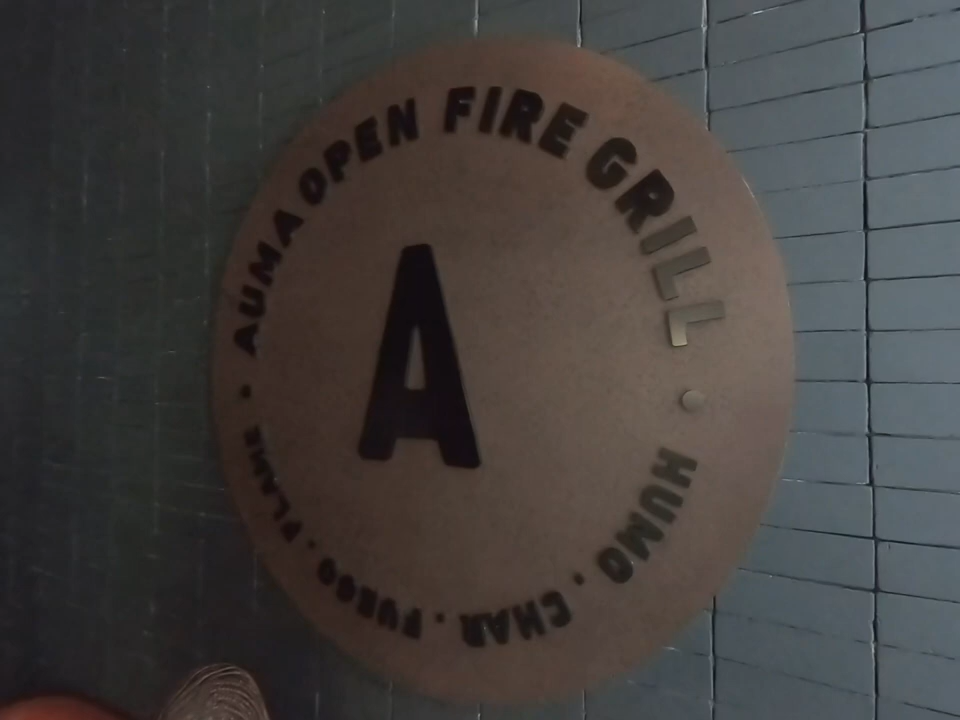 AUMA OPEN FIRE GRILL • HUMO . CHAR . FUEGO . FLAME •
A